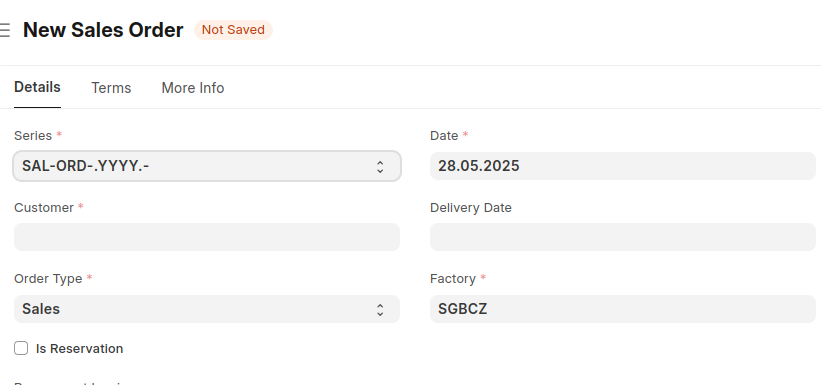 New Sales Order Not Saved
Details Terms More Info
Series * Date *
SAL-ORD-.YYYY.- 28.05.2025
Customer * Delivery Date
Order Type * Factory *
Sales SGBCZ
Is Reservation